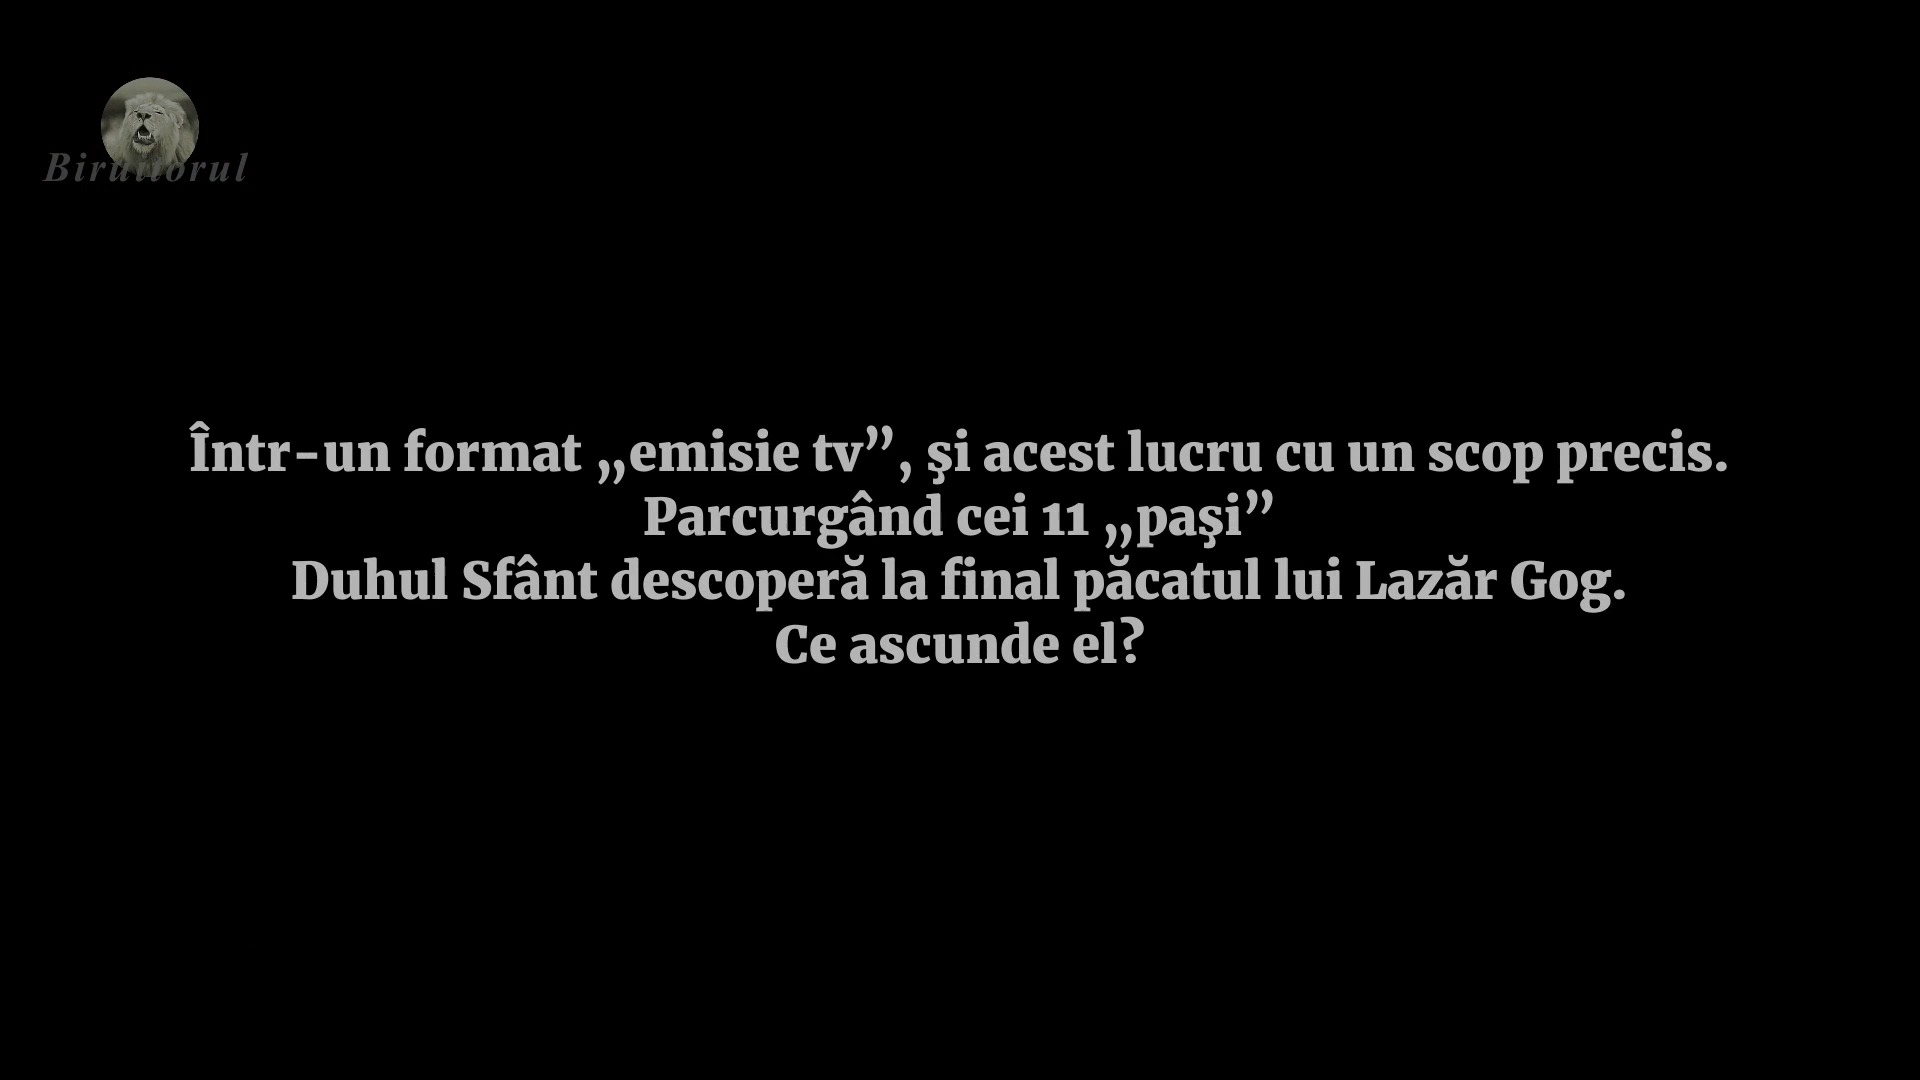 Biruitorul
Într-un format „emisie tv”, şi acest lucru cu un scop precis.
Parcurgând cei 11 „paşi”
Duhul Sfânt descoperă la final păcatul lui Lazăr Gog.
Ce ascunde el?